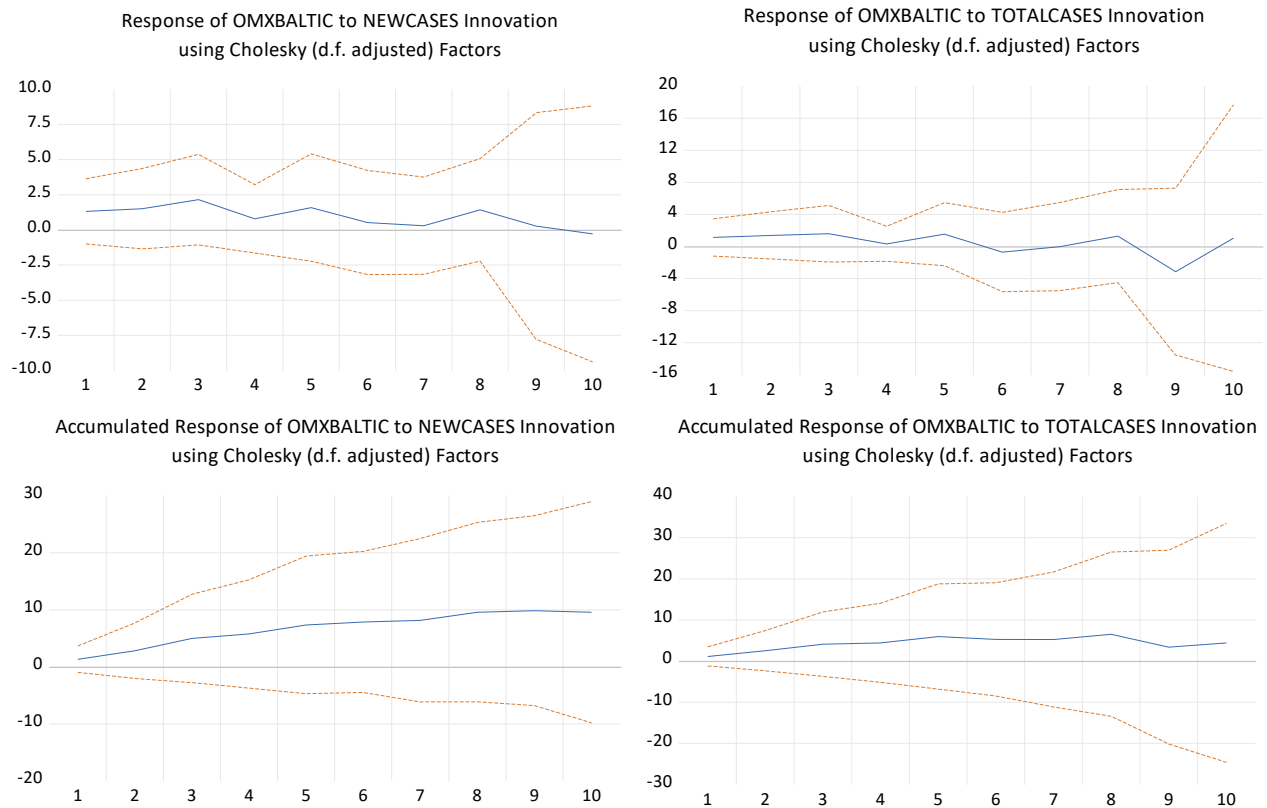 Response of OMXBALTIC to NEWCASES Innovation
using Cholesky (d.f. adjusted) Factors
10.0
7.5
5.0
2.5
0.0
-2.5
-5.0
-7.5
-10.0
1 2 3 4 5 6 7 8 9 10
Response of OMXBALTIC to TOTALCASES Innovation
using Cholesky (d.f. adjusted) Factors
20
16
12
8
4
0
-4
-8
-12
-16
1 2 3 4 5 6 7 8 9 10
Accumulated Response of OMXBALTIC to NEWCASES Innovation
using Cholesky (d.f. adjusted) Factors
30
20
10
0
-10
-20
1 2 3 4 5 6 7 8 9 10
Accumulated Response of OMXBALTIC to TOTALCASES Innovation
using Cholesky (d.f. adjusted) Factors
40
30
20
10
0
-10
-20
-30
1 2 3 4 5 6 7 8 9 10